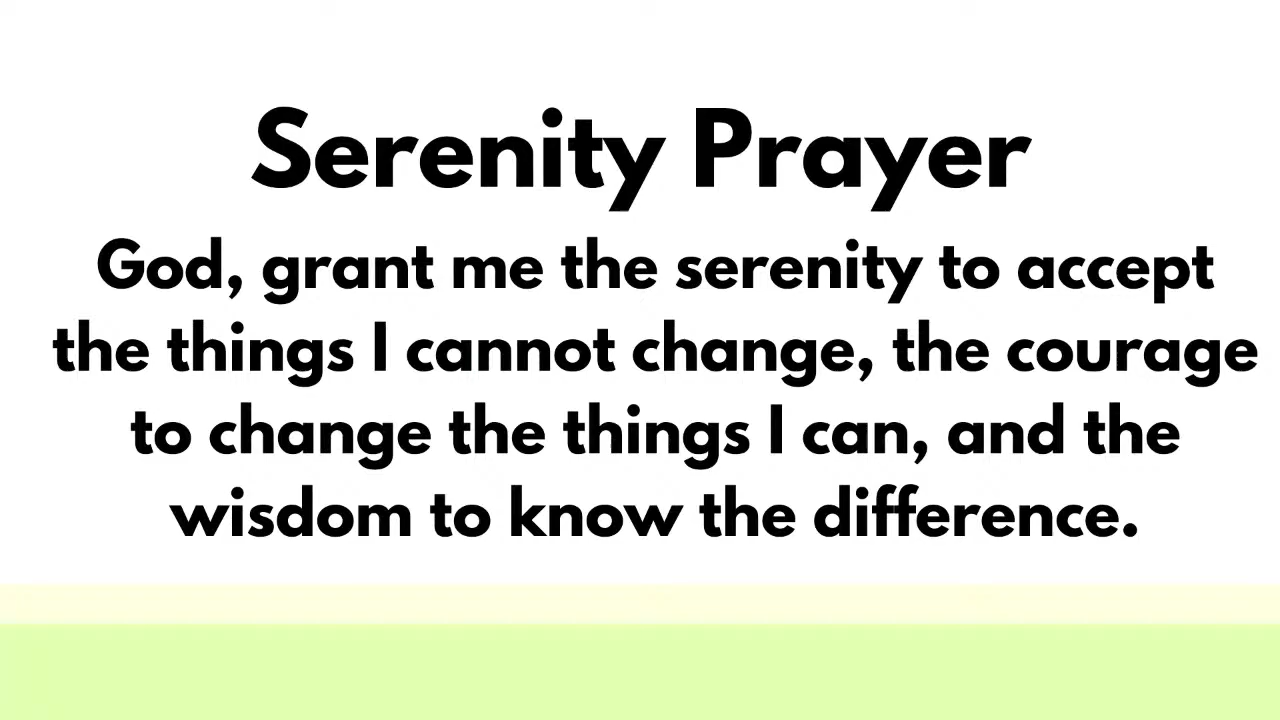 Serenity Prayer
God, grant me the serenity to accept
the things I cannot change, the courage
to change the things I can, and the
wisdom to know the difference.